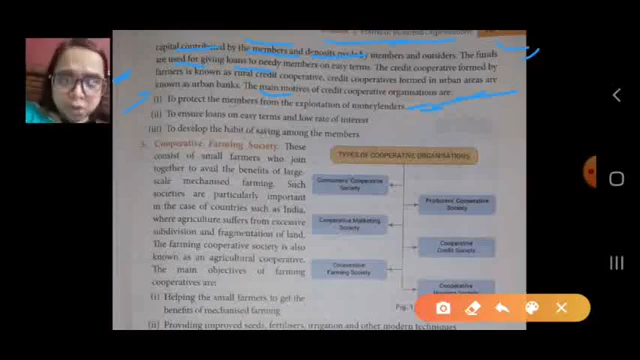 capital contributed by the members and deposits made by members and outsiders. The funds
are used for giving loans to needy members on easy terms. The credit cooperative formed by
farmers is known as rural credit cooperative, credit cooperatives formed in urban areas are
known as urban banks. The main motives of credit cooperative organisations are:
(i) To protect the members from the exploitation of moneylenders.
(ii) To ensure loans on easy terms and low rate of interest
(iii) To develop the habit of saving among the members
5. Cooperative Farming Society: These
consist of small farmers who join
together to avail the benefits of large-
scale mechanised farming. Such
societies are particularly important
in the case of countries such as India,
where agriculture suffers from excessive
subdivision and fragmentation of land.
The farming cooperative society is also
known as an agricultural cooperative.
The main objectives of farming
cooperatives are:
(i) Helping the small farmers to get the
benefits of mechanised farming
(ii) Providing improved seeds, fertilisers, irrigation and other modern techniques
TYPES OF COOPERATIVE ORGANISATIONS
Consumers' Cooperative
Society
Producers' Cooperative
Society
Cooperative Marketing
Society
Cooperative
Credit Society
Cooperative
Farming Society
Cooperative
Fig.